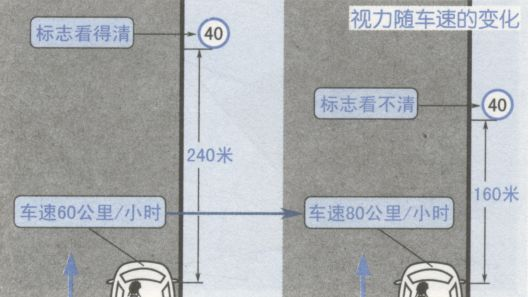 视力随车速的变化
标志看得清
40
240米
车速60公里/小时
标志看不清
40
160米
车速80公里/小时